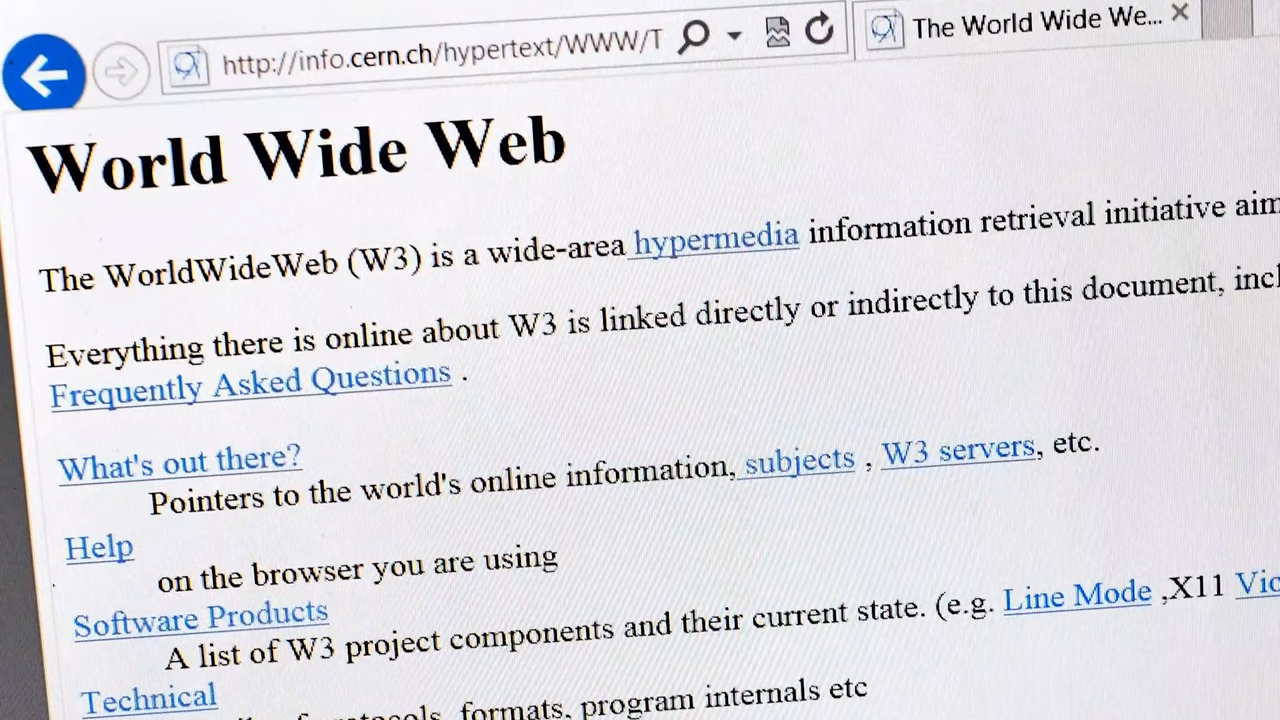 http://info.cern.ch/hypertext/WWW/T
The World Wide We...
World Wide Web
The WorldWideWeb (W3) is a wide-area hypermedia information retrieval initiative aim
Everything there is online about W3 is linked directly or indirectly to this document, incl
Frequently Asked Questions .
What's out there?
Pointers to the world's online information, subjects , W3 servers, etc.
Help
on the browser you are using
Software Products
A list of W3 project components and their current state. (e.g. Line Mode ,X11 Vio
Technical
formats, program internals etc